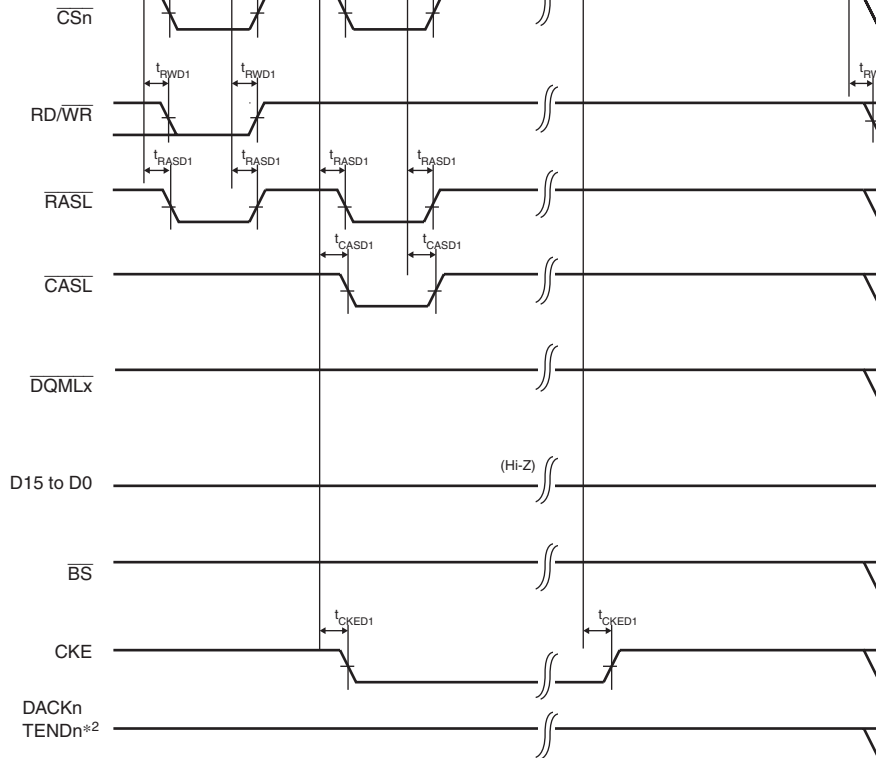 CSn
tRWD1 tRWD1 tRW
RD/WR
tRASD1 tRASD1 tRASD1 tRASD1
RASL
tCASD1 tCASD1
CASL
DQMLx
(Hi-Z)
D15 to D0
BS
tCKED1 tCKED1
CKE
DACKn
TENDn*2